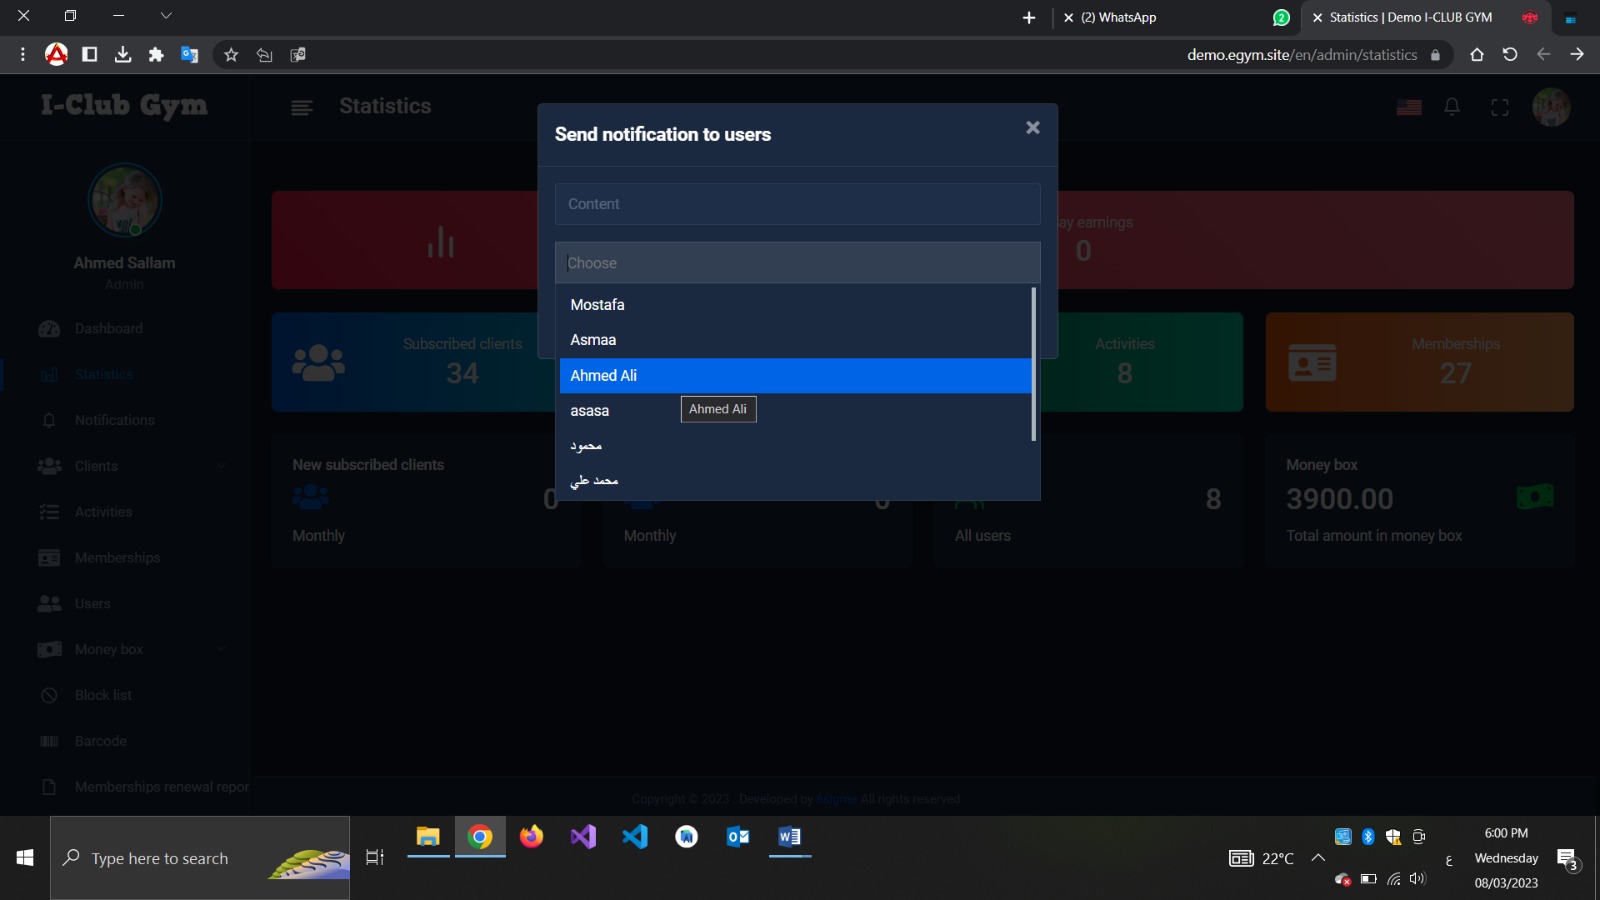 (2) WhatsApp
2
Statistics | Demo I-CLUB GYM
demo.egym.site/en/admin/statistics
I-Club Gym
Statistics
Ahmed Sallam
Admin
Dashboard
Statistics
Notifications
Clients
Activities
Memberships
Users
Money box
Block list
Barcode
Memberships renewal repor
Send notification to users
Content
Choose
Mostafa
Asmaa
Ahmed Ali
asasa
Ahmed Ali
محمود
محمد علي
ay earnings
0
Subscribed clients
34
Activities
8
Memberships
27
New subscribed clients
0
Monthly
0
Monthly
8
All users
Money box
3900.00
Total amount in money box
Copyright © 2023 . Developed by
All rights reserved
Type here to search
22°C
ع
6:00 PM
Wednesday
08/03/2023
3